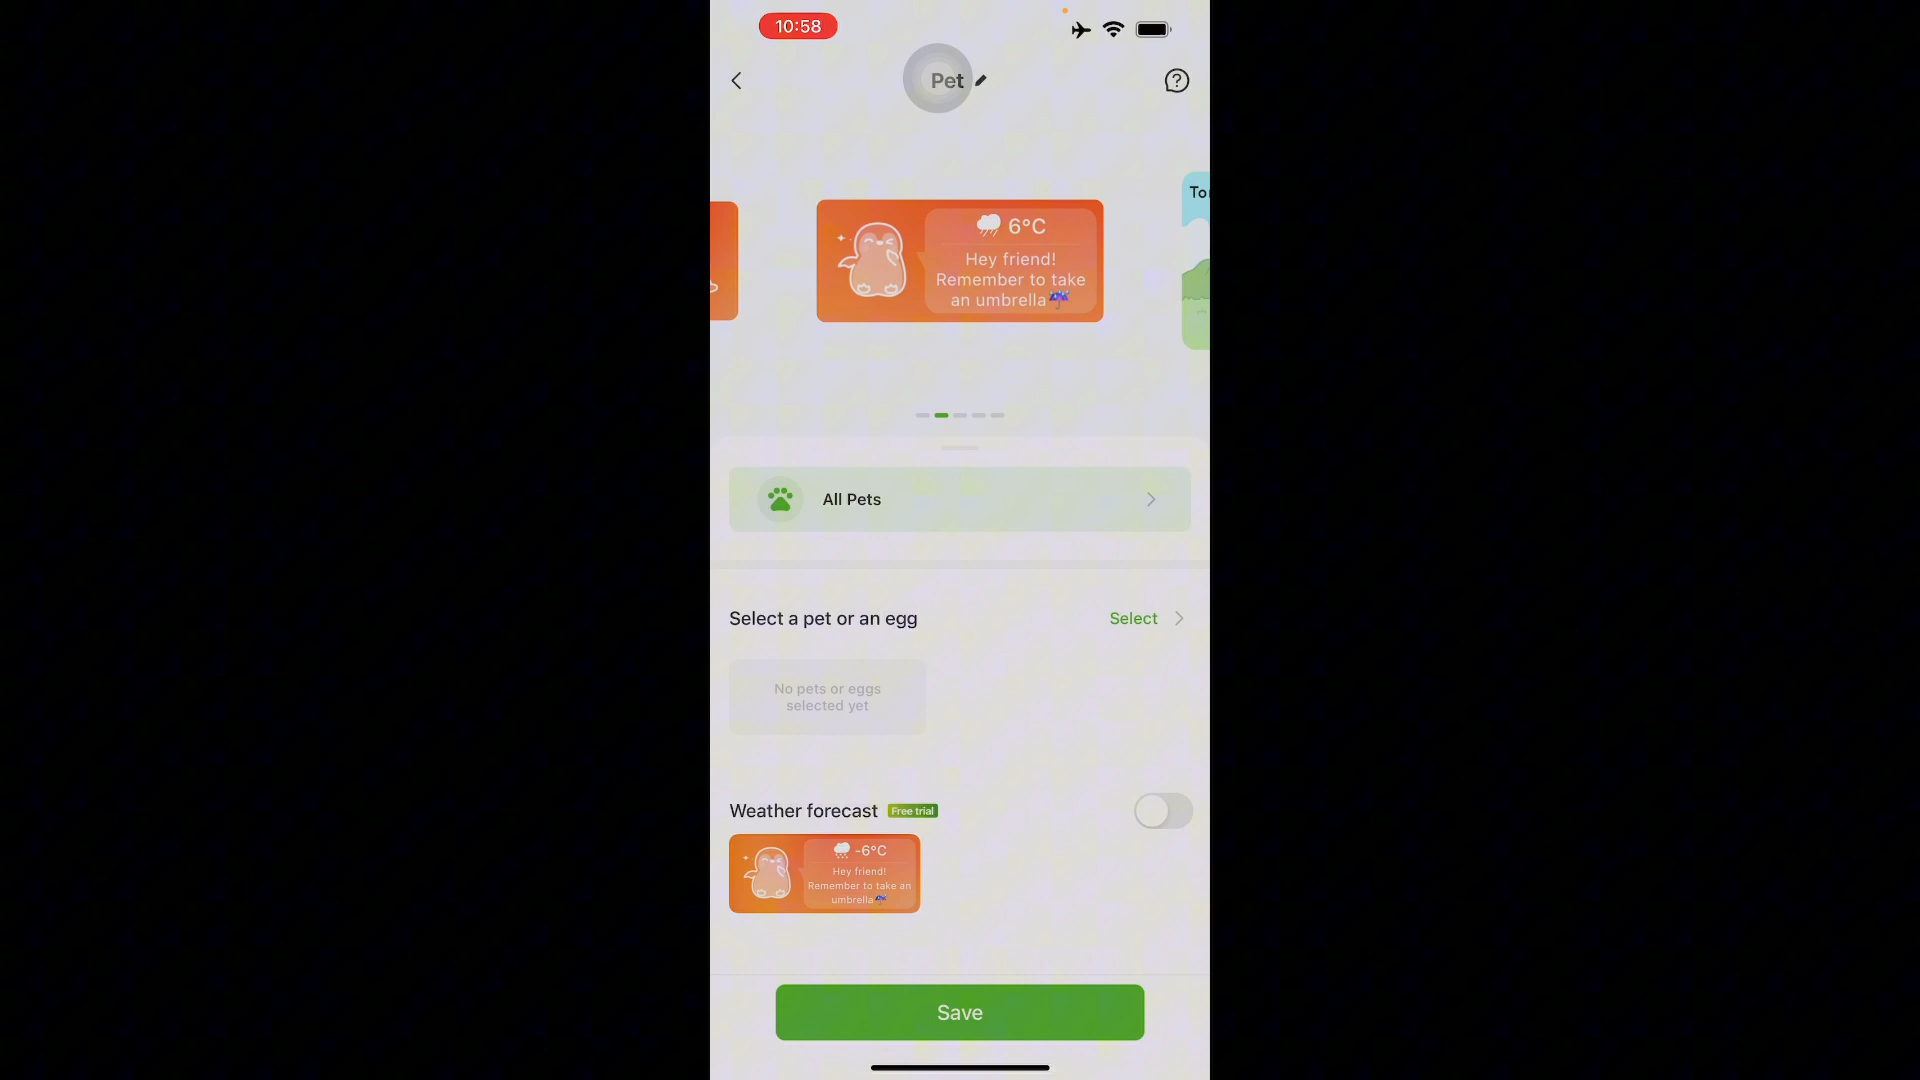 10:58
Pet
6°C
Hey friend!
Remember to take
an umbrella
All Pets
Select a pet or an egg
Select
No pets or eggs
selected yet
Weather forecast
Free trial
-6°C
Hey friend!
Remember to take an
umbrella
Save